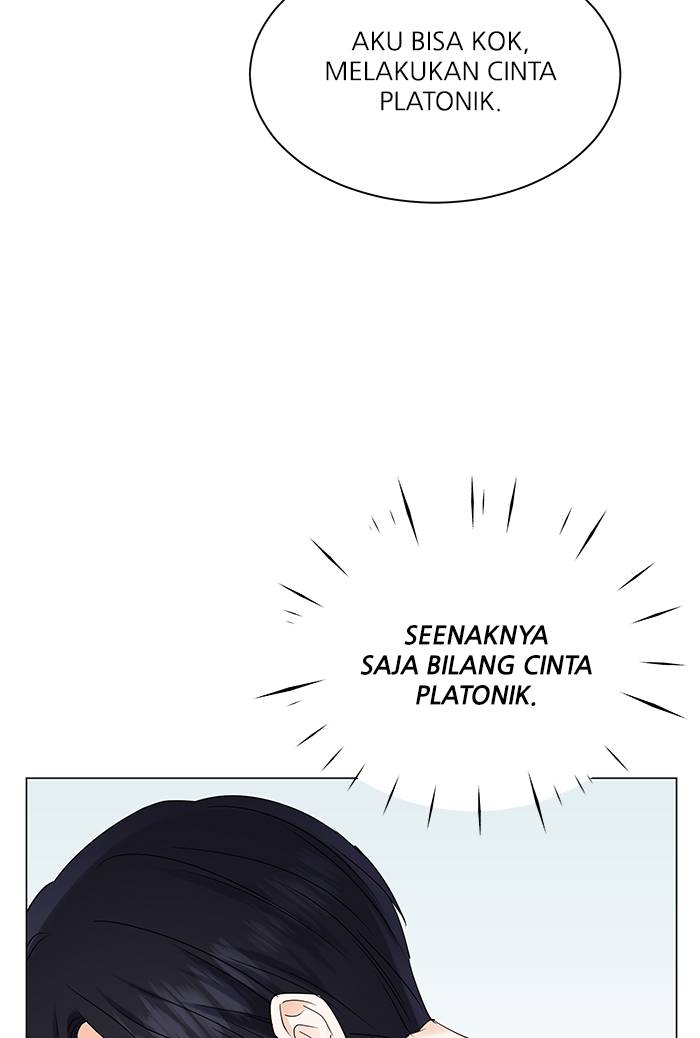 AKU BISA KOK,
MELAKUKAN CINTA
PLATONIK.
SEENAKNYA
SAJA BILANG CINTA
PLATONIK.